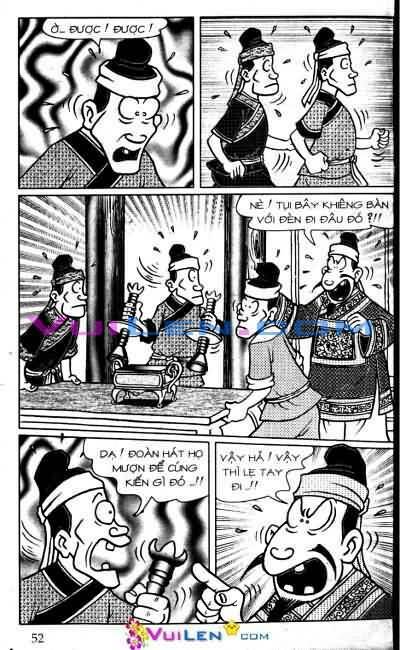 Ờ... ĐƯỢC! ĐƯỢC!
NÈ! TỤI ĐÂY KHIÊNG BÀN
VỚI ĐÈN ĐI ĐÂU ĐÓ?!!
VUILEN.COM
DẠ! ĐOÀN HÁT HỌ
MƯỢN ĐỂ CÚNG
KIẾN GÌ ĐÓ...!!
VẬY HẢ! VẬY
THÌ LẸ TAY
ĐI...!!
52
VUILEN.COM